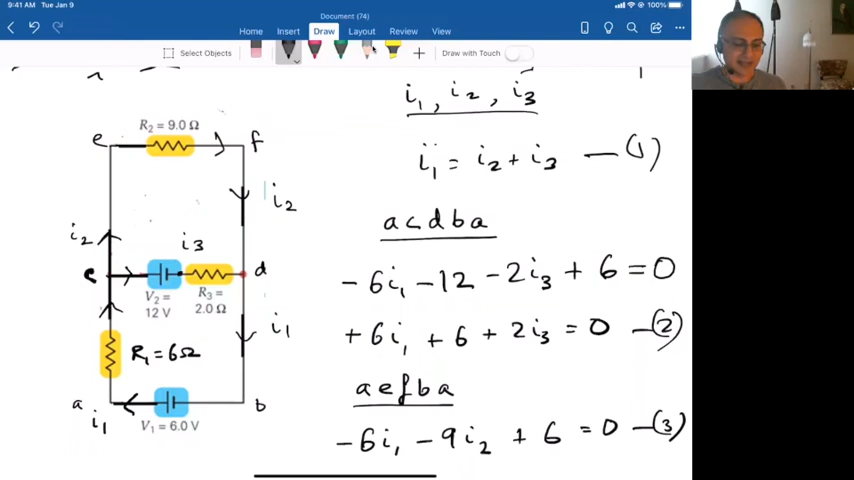 9:41 AM Tue Jan 9
100%
Document (74)
Home Insert Draw Layout Review View
Select Objects
Draw with Touch
i₁, i₂, i₃
i₁ = i₂ + i₃ —(1)
a c d b a
-6i₁ -12 -2i₃ + 6 = 0
+6i₁ + 6 + 2i₃ = 0 —(2)
a e f b a
-6i₁ -9i₂ + 6 = 0 —(3)
R₂ = 9.0 Ω
e f
i₂
i₂
i₃
c d
V₂ =
12 V
R₃ =
2.0 Ω
i₁
R₁ = 6Ω
a b
i₁
V₁ = 6.0 V